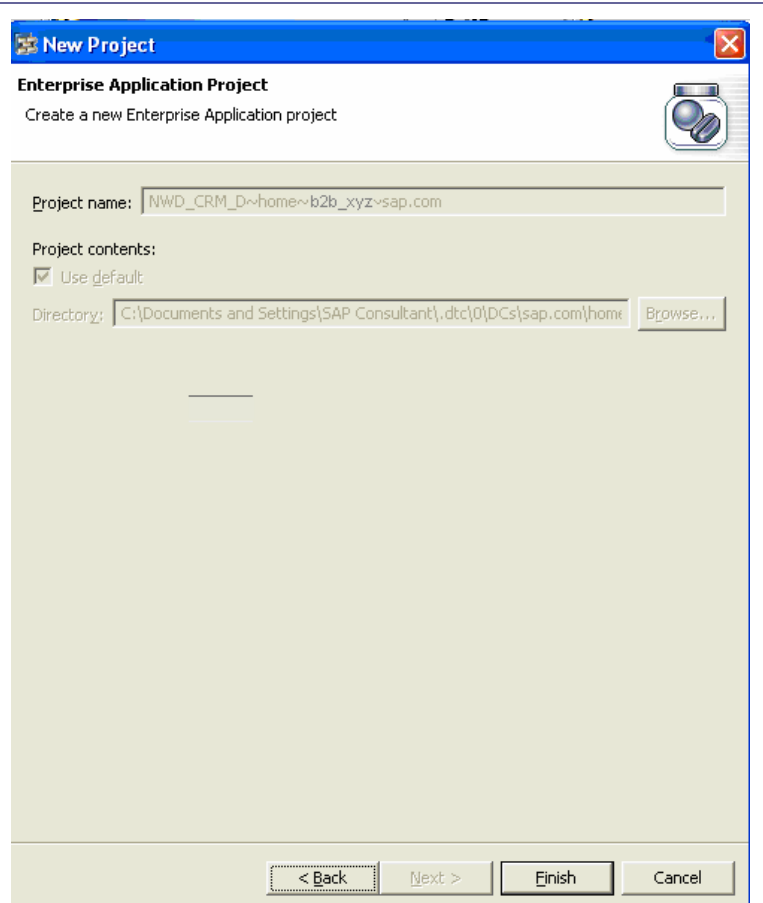 New Project
Enterprise Application Project
Create a new Enterprise Application project
Project name: NWD_CRM_D~home~b2b_xyz~sap.com
Project contents:
Use default
Directory: C:\Documents and Settings\SAP Consultant\.dtc\0\DCs\sap.com\home Browse...
< Back Next > Finish Cancel